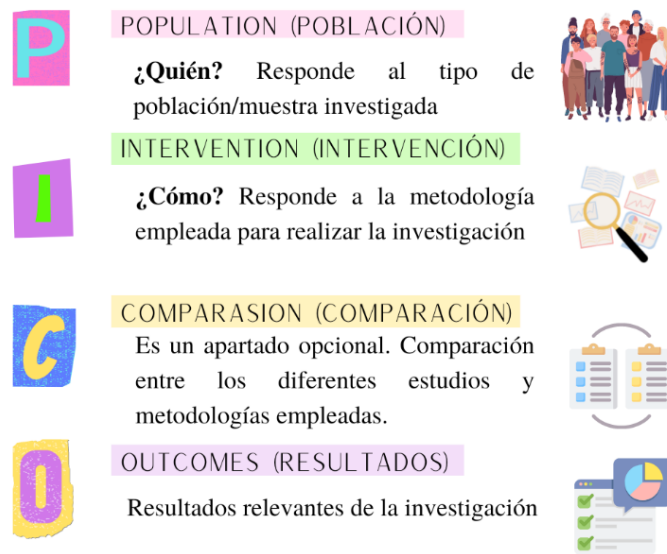 P
POPULATION (POBLACIÓN)
¿Quién? Responde al tipo de
población/muestra investigada
I
INTERVENTION (INTERVENCIÓN)
¿Cómo? Responde a la metodología
empleada para realizar la investigación
C
COMPARASION (COMPARACIÓN)
Es un apartado opcional. Comparación
entre los diferentes estudios y
metodologías empleadas.
O
OUTCOMES (RESULTADOS)
Resultados relevantes de la investigación